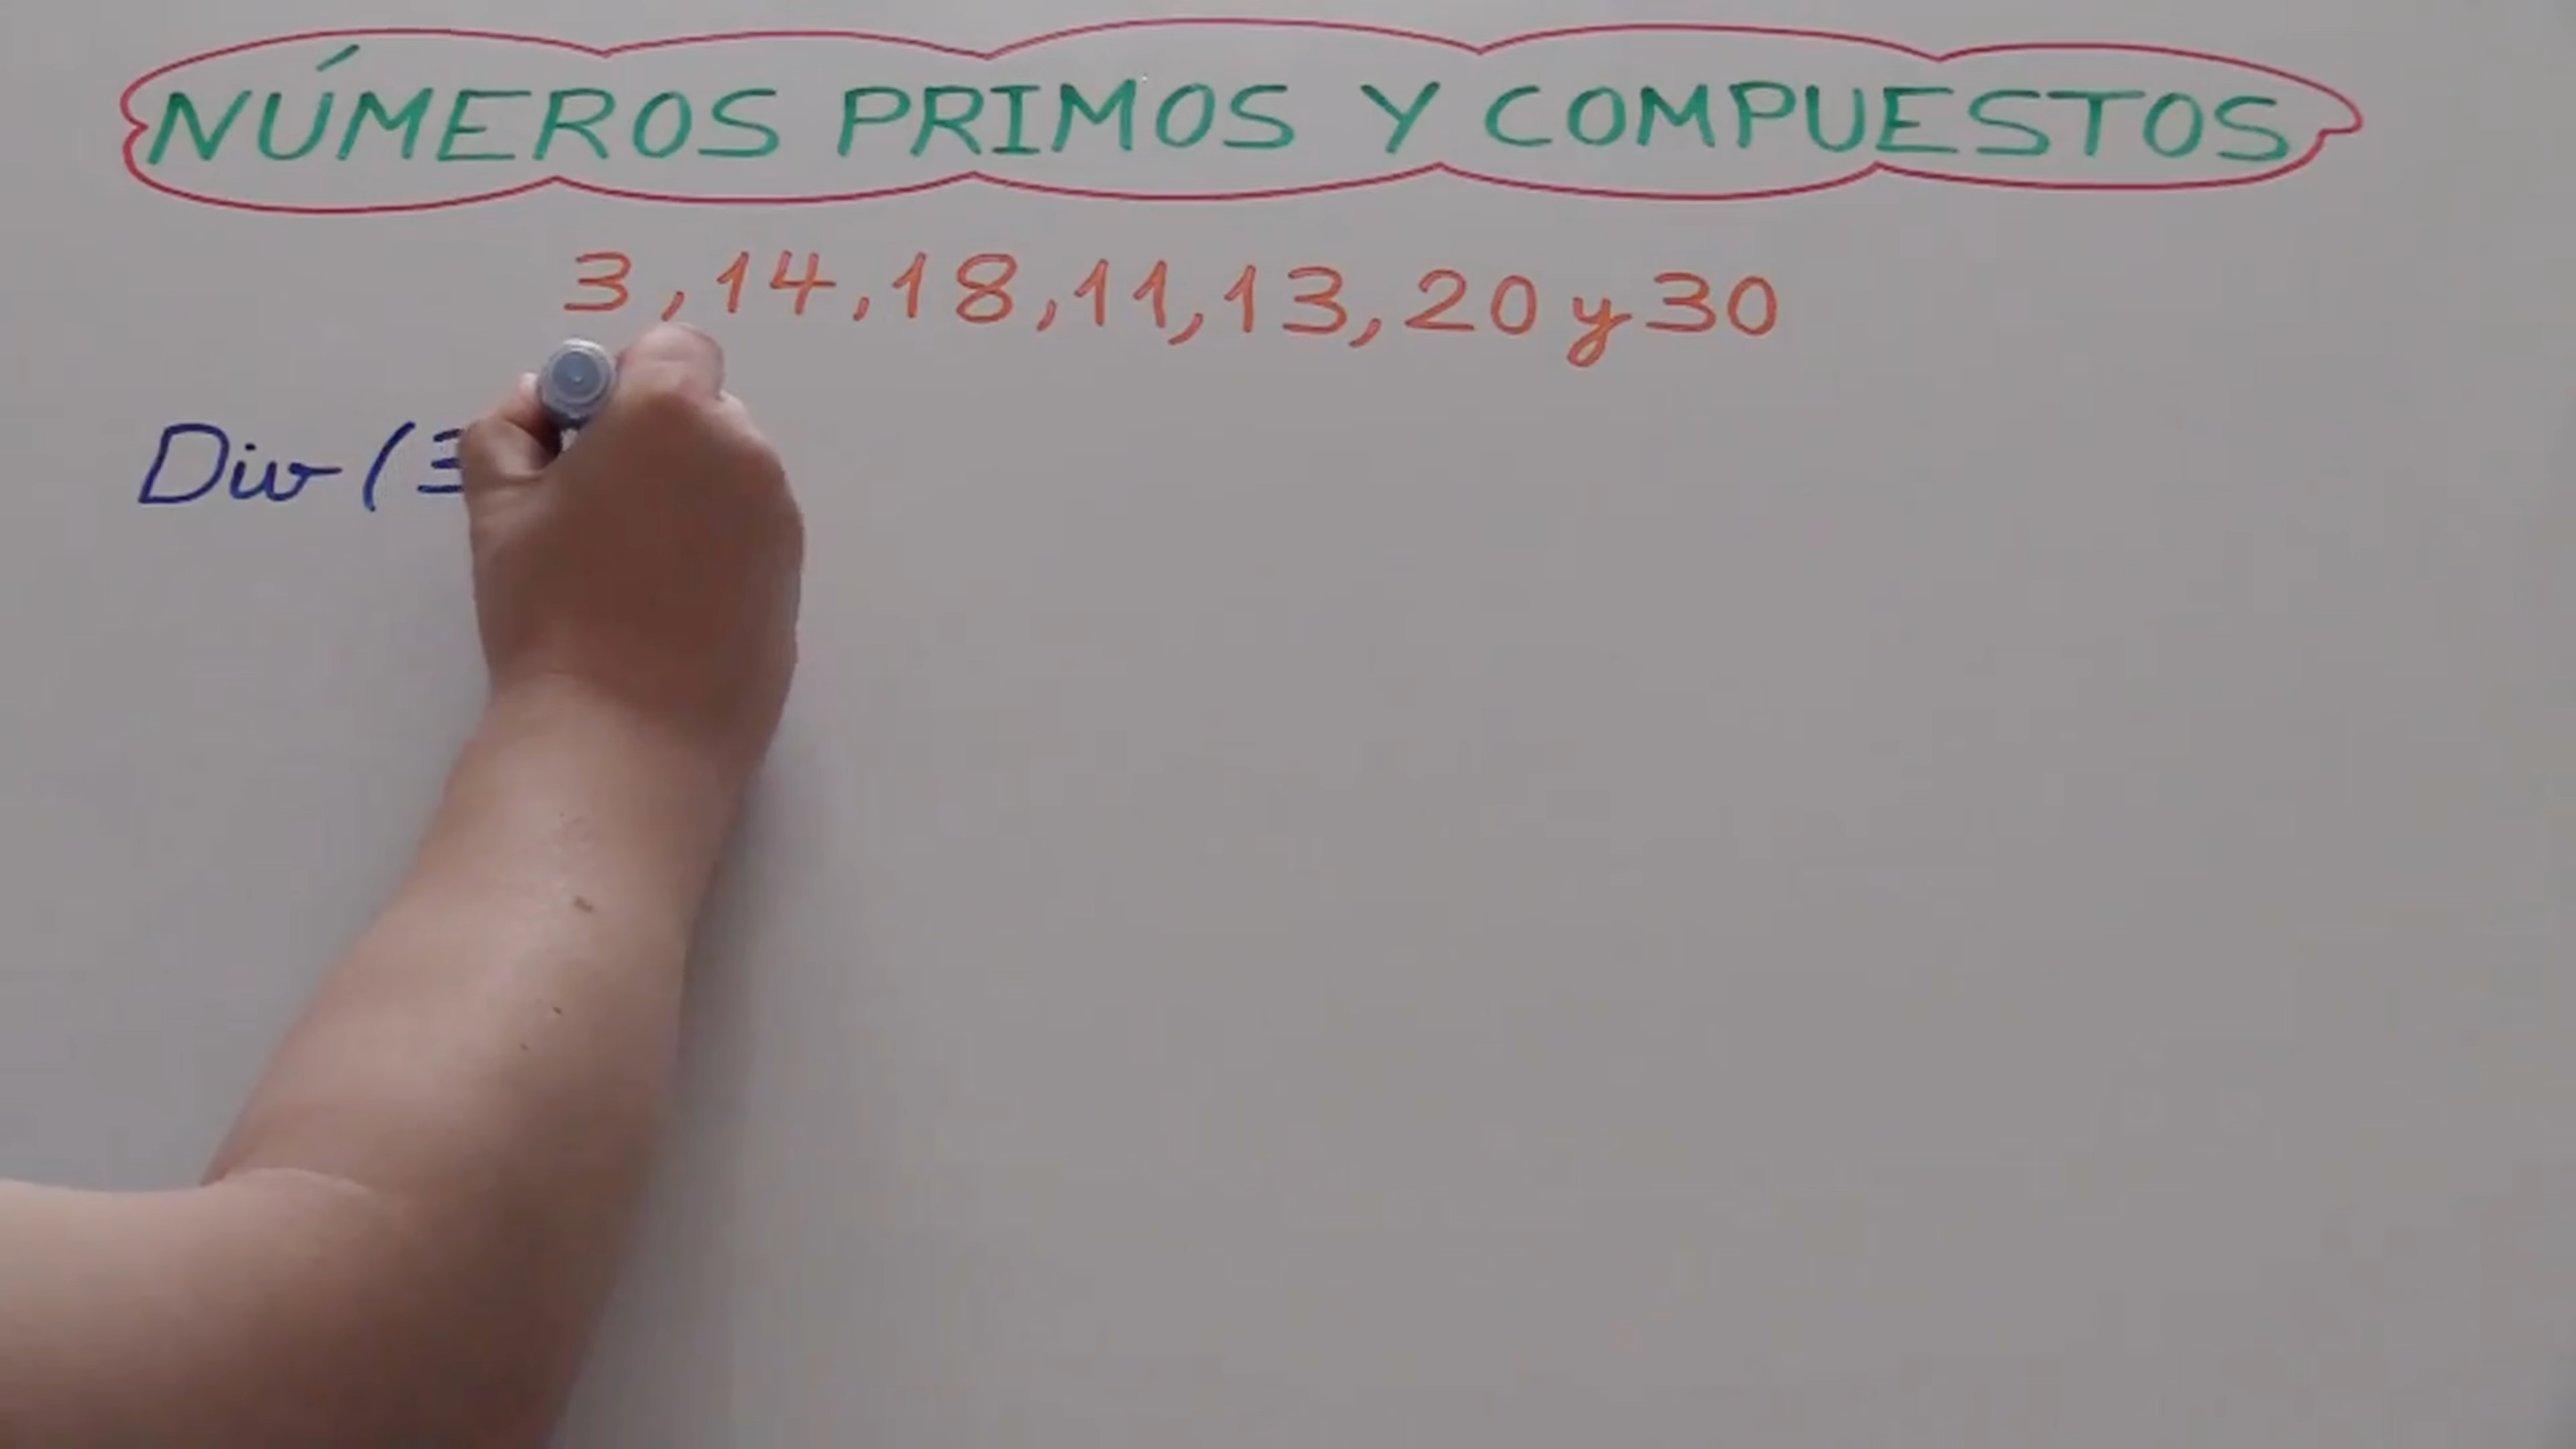 NÚMEROS PRIMOS Y COMPUESTOS
3, 14, 18, 11, 13, 20 y 30
Div (3